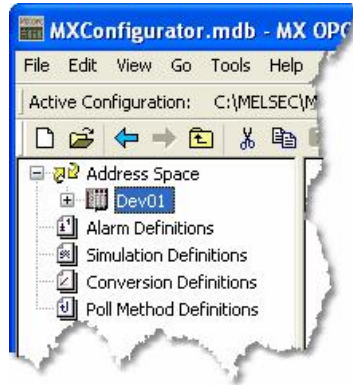 MXConfigurator.mdb - MX OPC
File Edit View Go Tools Help
Active Configuration: C:\MELSEC\M
Address Space
Dev01
Alarm Definitions
Simulation Definitions
Conversion Definitions
Poll Method Definitions